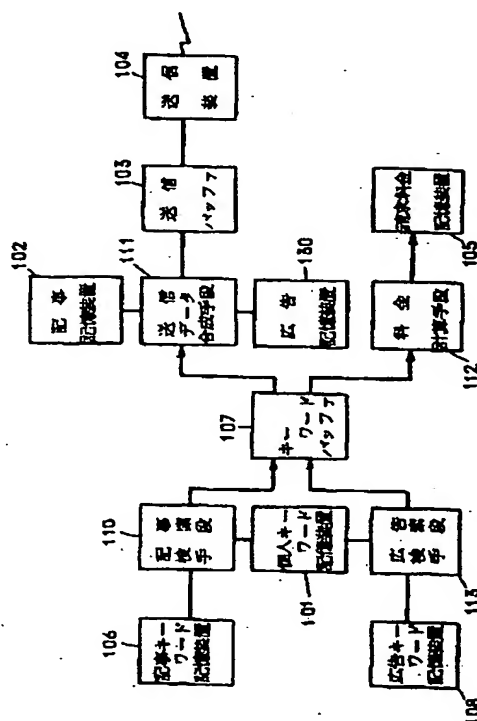 106
記事キー
ワード
記憶装置
110
記事
検索
手段
101
個人キー
ワード
記憶装置
108
広告キー
ワード
記憶装置
113
広告
検索
手段
107
キー
ワード
バッファ
102
記事
記憶装置
111
送信
データ
合成手段
130
広告
記憶装置
103
送信
バッファ
104
送信
装置
112
料金
計算手段
105
請求料金
記憶装置